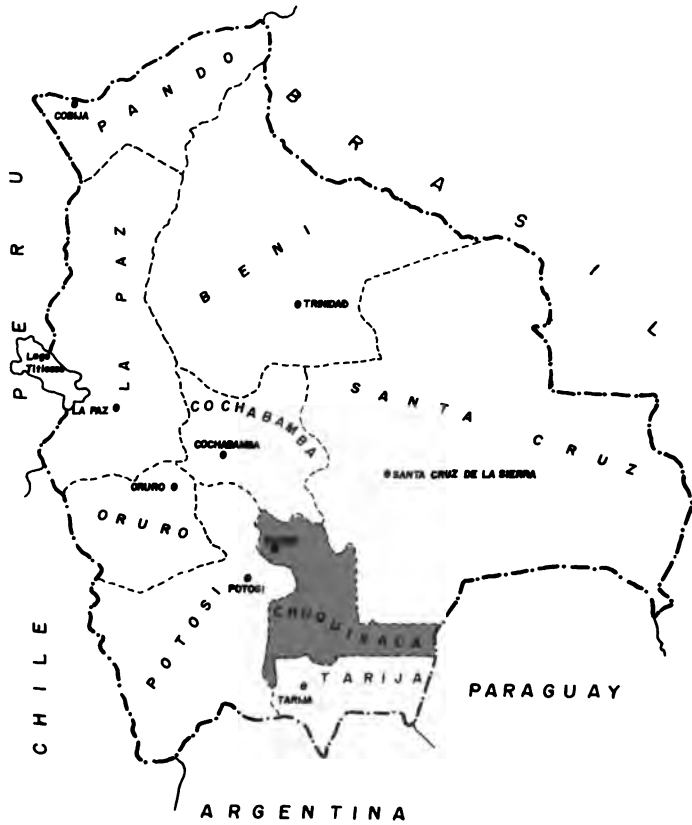 PANDO
COBIJA
BRASIL
PERU
LA PAZ
BENI
TRINIDAD
Lago
LA PAZ
COCHABAMBA
COCHABAMBA
SANTA CRUZ
SANTA CRUZ DE LA SIERRA
ORURO
ORURO
POTOSI
POTOSI
CHUQUISACA
TARIJA
TARIJA
CHILE
PARAGUAY
ARGENTINA